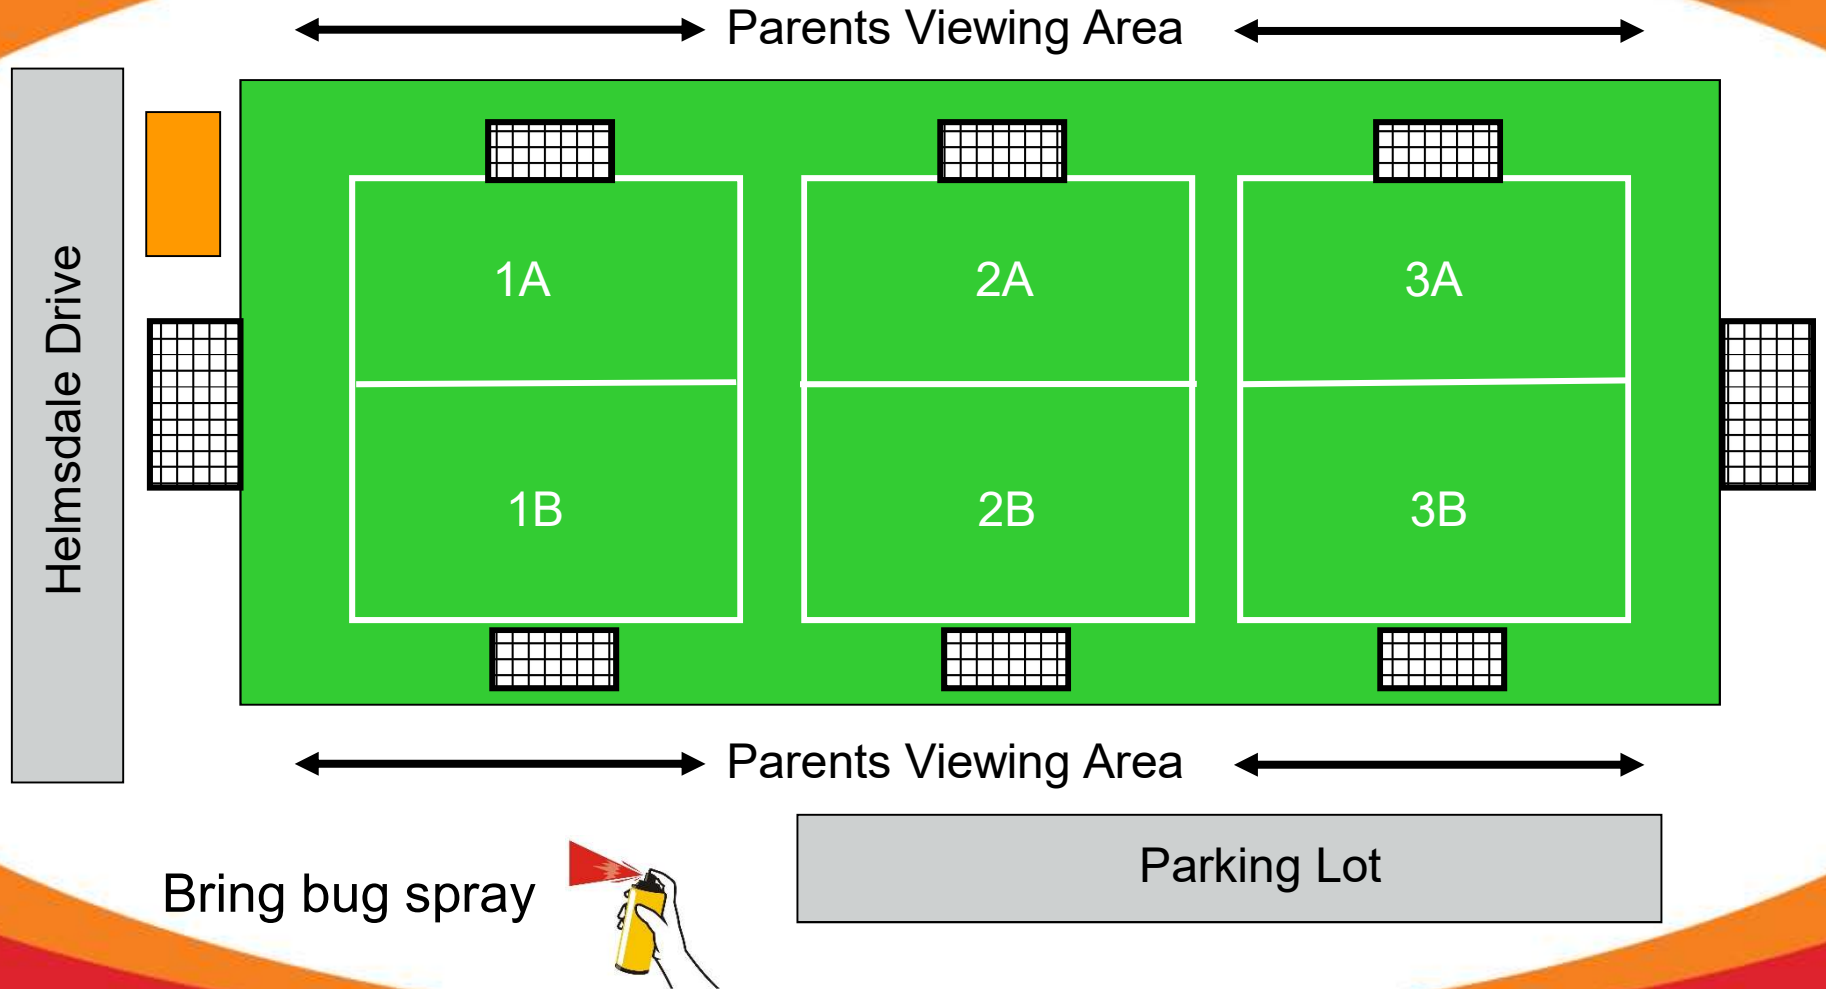 Parents Viewing Area
Helmsdale Drive
1A
2A
3A
1B
2B
3B
Parents Viewing Area
Parking Lot
Bring bug spray